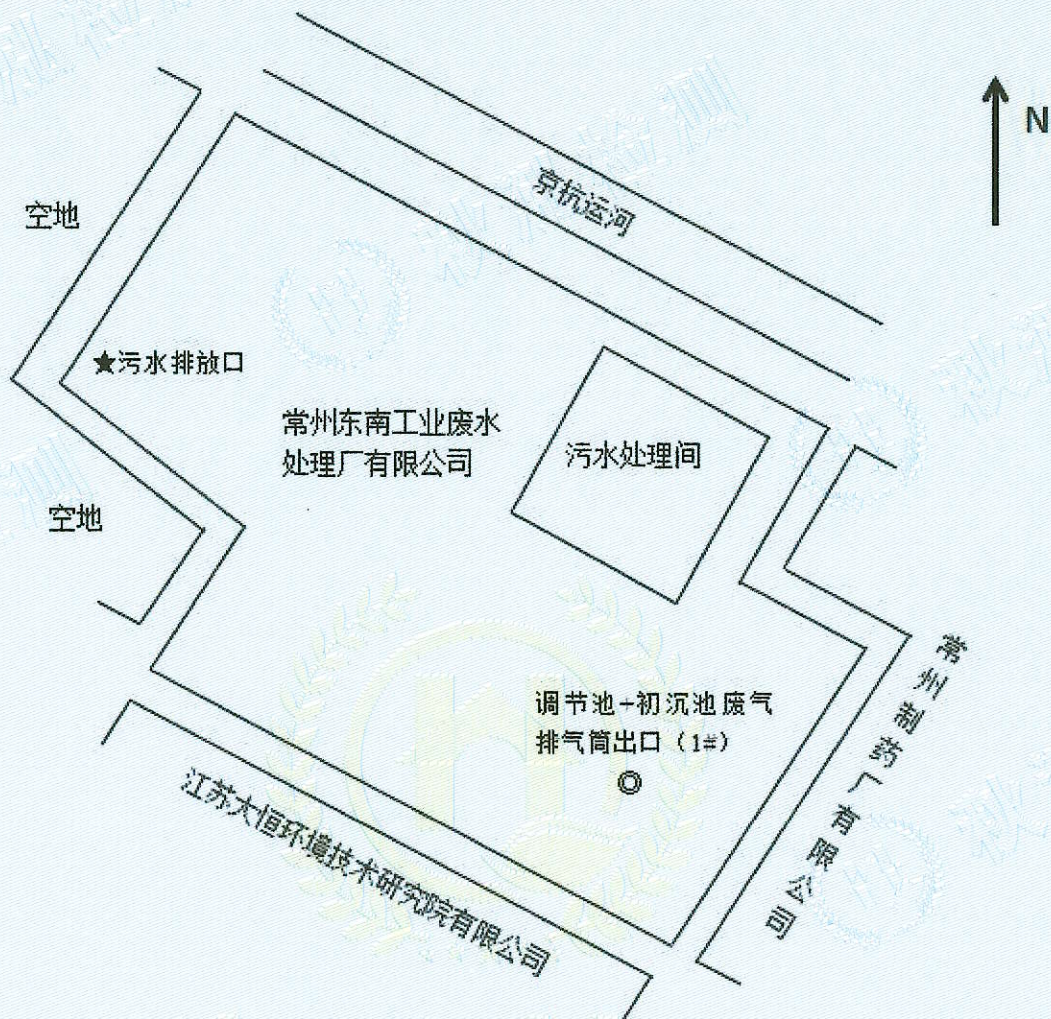 N
京杭运河
空地
★污水排放口
常州东南工业废水
处理厂有限公司
污水处理间
空地
调节池+初沉池废气
排气筒出口（1#）
◎
常州制药厂有限公司
江苏大恒环境技术研究院有限公司